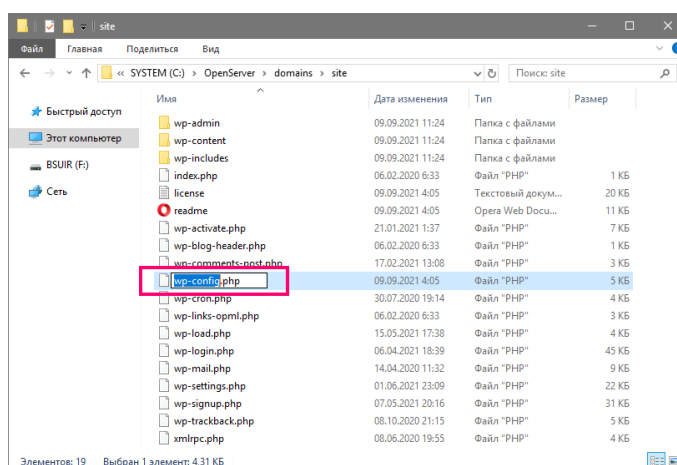 site
Файл Главная Поделиться Вид
« SYSTEM (C:) › OpenServer › domains › site Поиск: site
Имя Дата изменения Тип Размер
Быстрый доступ
Этот компьютер
BSUIR (F:)
Сеть
wp-admin 09.09.2021 11:24 Папка с файлами
wp-content 09.09.2021 11:24 Папка с файлами
wp-includes 09.09.2021 11:24 Папка с файлами
index.php 06.02.2020 6:33 Файл "PHP" 1 КБ
license 09.09.2021 4:05 Текстовый докум... 20 КБ
readme 09.09.2021 4:05 Opera Web Docu... 11 КБ
wp-activate.php 21.01.2021 1:37 Файл "PHP" 7 КБ
wp-blog-header.php 06.02.2020 6:33 Файл "PHP" 1 КБ
wp-comments-post.php 17.02.2021 13:08 Файл "PHP" 3 КБ
wp-config.php 09.09.2021 4:05 Файл "PHP" 5 КБ
wp-cron.php 30.07.2020 19:14 Файл "PHP" 4 КБ
wp-links-opml.php 06.02.2020 6:33 Файл "PHP" 3 КБ
wp-load.php 15.05.2021 17:38 Файл "PHP" 4 КБ
wp-login.php 06.04.2021 18:39 Файл "PHP" 45 КБ
wp-mail.php 14.04.2020 11:32 Файл "PHP" 9 КБ
wp-settings.php 01.06.2021 23:09 Файл "PHP" 22 КБ
wp-signup.php 07.05.2021 20:16 Файл "PHP" 31 КБ
wp-trackback.php 08.10.2020 21:15 Файл "PHP" 5 КБ
xmlrpc.php 08.06.2020 19:55 Файл "PHP" 4 КБ
Элементов: 19 Выбран 1 элемент: 4,31 КБ